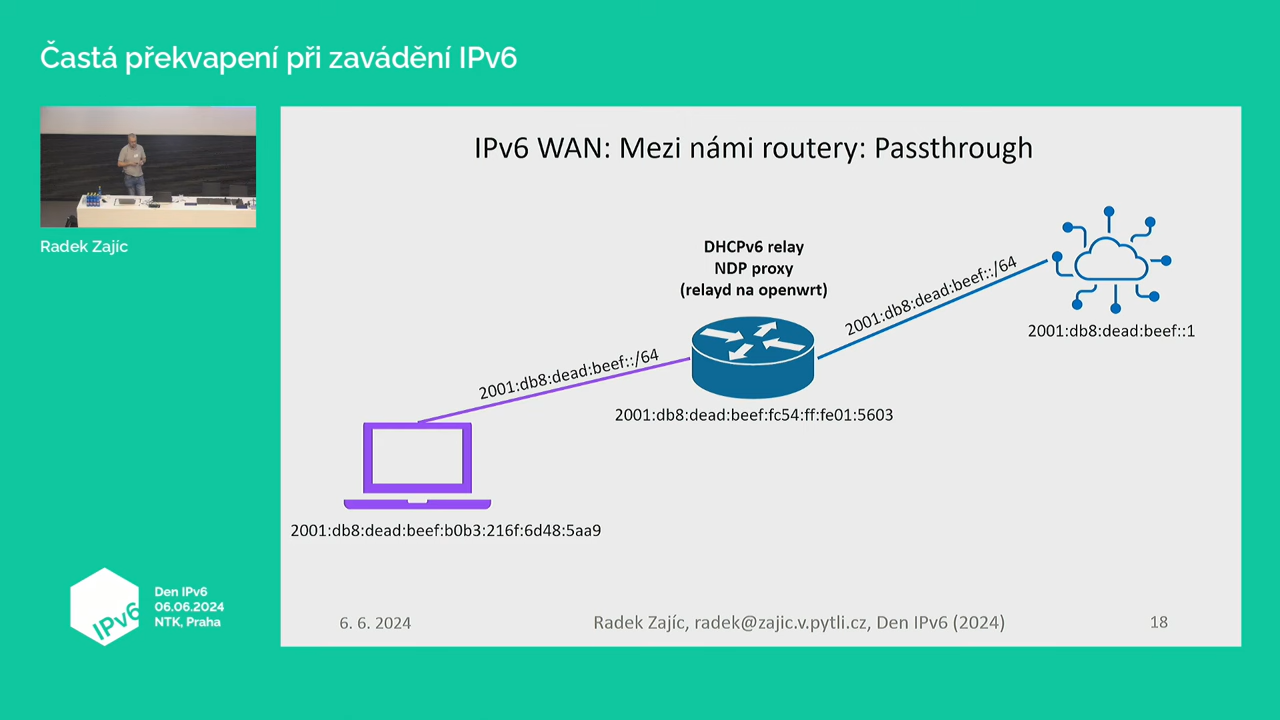 Častá překvapení při zavádění IPv6
Radek Zajíc
IPv6 WAN: Mezi námi routery: Passthrough
DHCPv6 relay
NDP proxy
(relayd na openwrt)
2001:db8:dead:beef::/64
2001:db8:dead:beef::1
2001:db8:dead:beef::/64
2001:db8:dead:beef:fc54:ff:fe01:5603
2001:db8:dead:beef:b0b3:216f:6d48:5aa9
6. 6. 2024
Radek Zajíc, radek@zajic.v.pytli.cz, Den IPv6 (2024)
18
IPv6
Den IPv6
06.06.2024
NTK, Praha